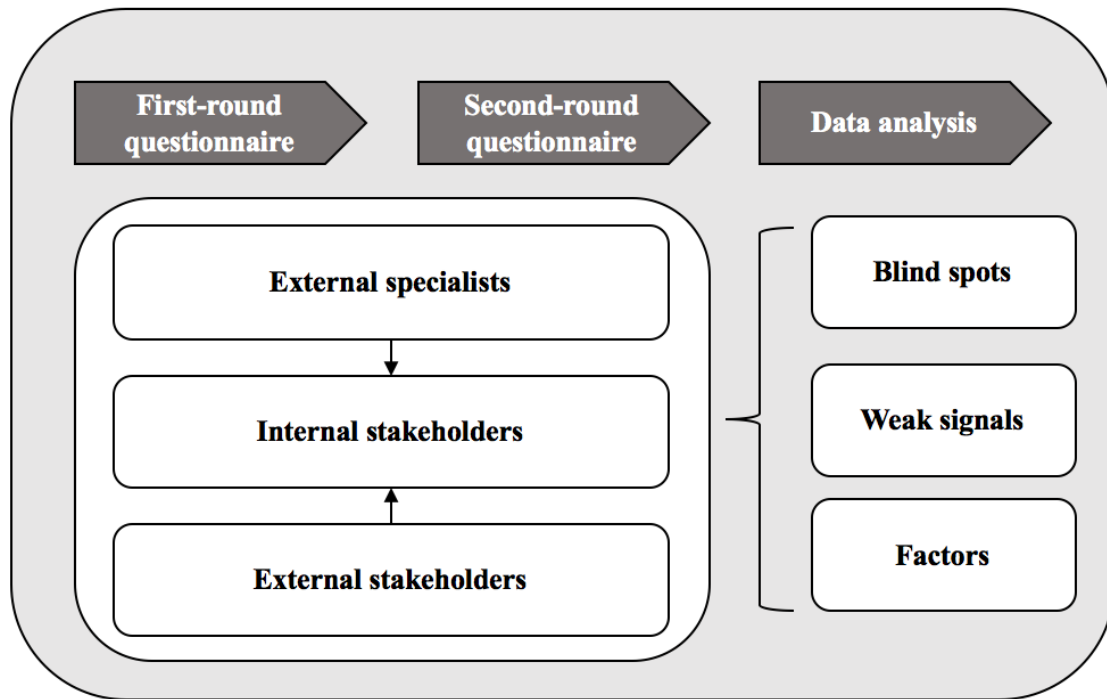 First-round
questionnaire
Second-round
questionnaire
Data analysis
External specialists
Internal stakeholders
External stakeholders
Blind spots
Weak signals
Factors